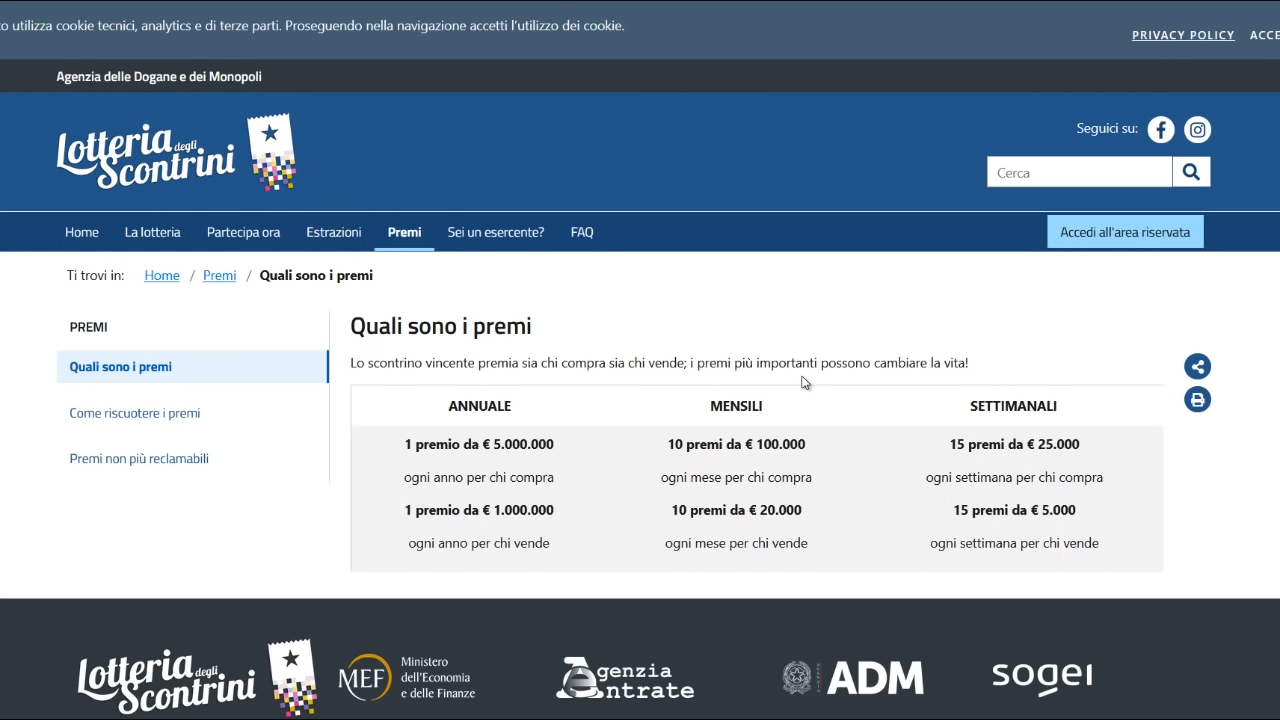 o utilizza cookie tecnici, analytics e di terze parti. Proseguendo nella navigazione accetti l'utilizzo dei cookie.
PRIVACY POLICY ACCE
Agenzia delle Dogane e dei Monopoli
Lotteria degli Scontrini
Seguici su:
Cerca
Home La lotteria Partecipa ora Estrazioni Premi Sei un esercente? FAQ Accedi all'area riservata
Ti trovi in: Home / Premi / Quali sono i premi
PREMI
Quali sono i premi
Come riscuotere i premi
Premi non più reclamabili
Quali sono i premi
Lo scontrino vincente premia sia chi compra sia chi vende; i premi più importanti possono cambiare la vita!
ANNUALE MENSILI SETTIMANALI
1 premio da € 5.000.000 10 premi da € 100.000 15 premi da € 25.000
ogni anno per chi compra ogni mese per chi compra ogni settimana per chi compra
1 premio da € 1.000.000 10 premi da € 20.000 15 premi da € 5.000
ogni anno per chi vende ogni mese per chi vende ogni settimana per chi vende
Lotteria degli Scontrini
MEF Ministero
dell'Economia
e delle Finanze
Agenzia
Entrate
ADM
sogei